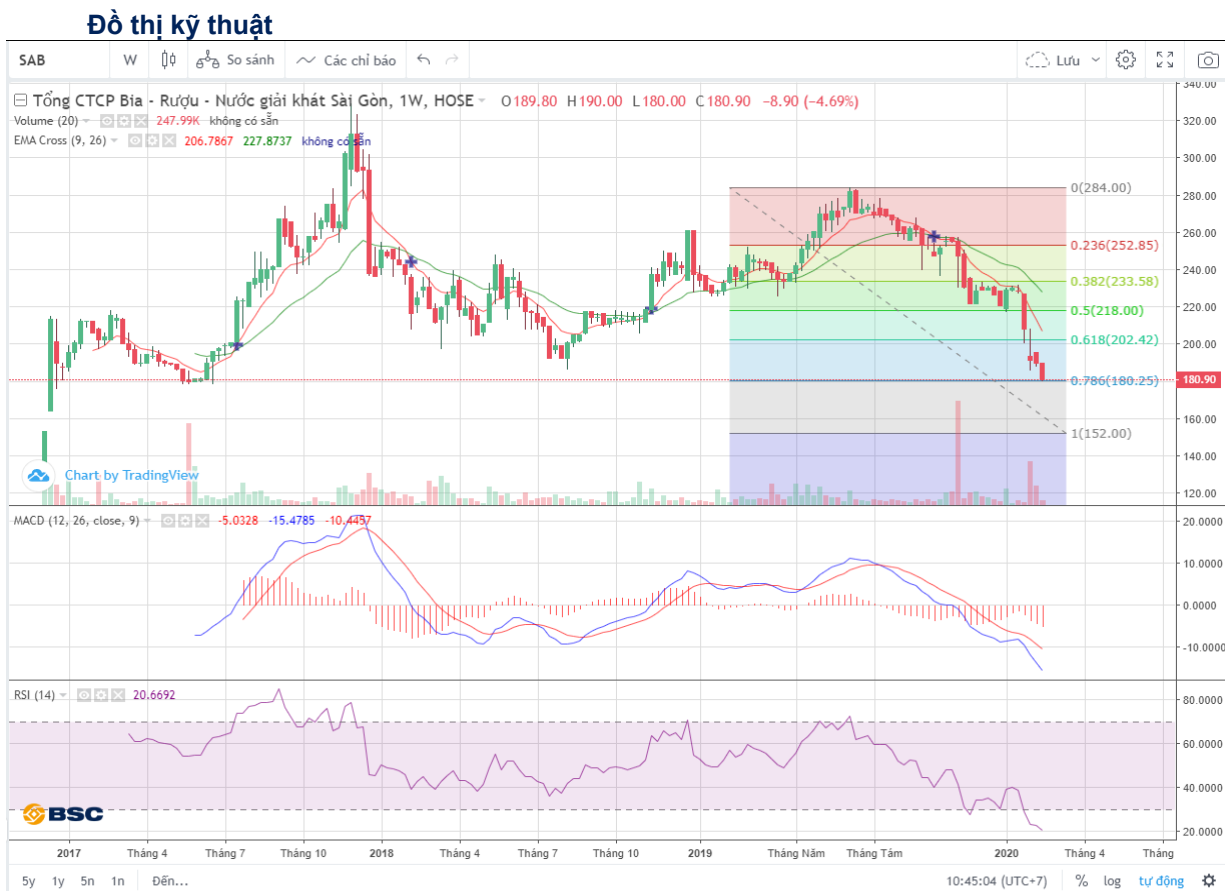 Đồ thị kỹ thuật
SAB W So sánh Các chỉ báo Lưu
Tổng CTCP Bia - Rượu - Nước giải khát Sài Gòn, 1W, HOSE O189.80 H190.00 L180.00 C180.90 −8.90 (−4.69%)
Volume (20) 247.99K không có sẵn
EMA Cross (9, 26) 206.7867 227.8737 không có sẵn
340.00
320.00
300.00
280.00
260.00
240.00
220.00
200.00
180.90
160.00
140.00
120.00
0(284.00)
0.236(252.85)
0.382(233.58)
0.5(218.00)
0.618(202.42)
0.786(180.25)
1(152.00)
Chart by TradingView
MACD (12, 26, close, 9) -5.0328 -15.4785 -10.4457
20.0000
0.0000
-10.0000
RSI (14) 20.6692
80.0000
60.0000
40.0000
20.0000
BSC
2017 Tháng 4 Tháng 7 Tháng 10 2018 Tháng 4 Tháng 7 Tháng 10 2019 Tháng Năm Tháng Tám 2020 Tháng 4 Tháng
5y 1y 5n 1n Đến... 10:45:04 (UTC+7) % log tự động